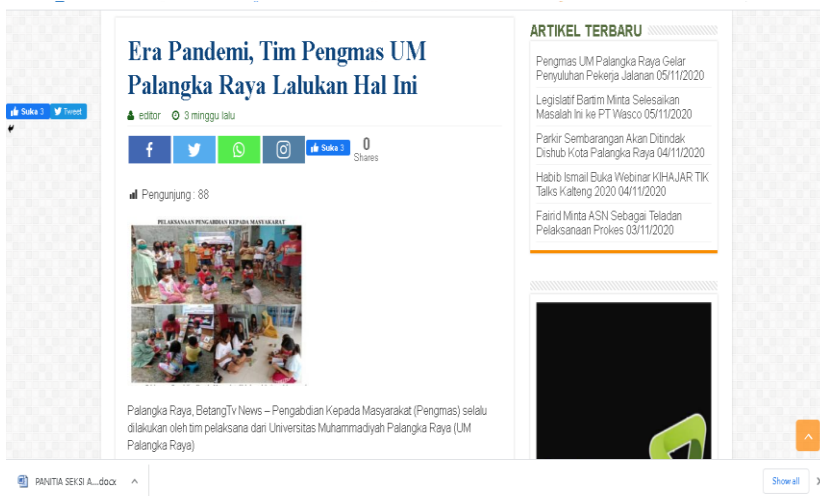 Era Pandemi, Tim Pengmas UM
Palangka Raya Lalukan Hal Ini
editor 3 minggu lalu
Suka 3 Tweet
Suka 3
0
Shares
Pengunjung : 88
PELAKSANAAN PENGABDIAN KEPADA MASYARAKAT
Palangka Raya, BetangTv News – Pengabdian Kepada Masyarakat (Pengmas) selalu
dilakukan oleh tim pelaksana dari Universitas Muhammadiyah Palangka Raya (UM
Palangka Raya)
ARTIKEL TERBARU
Pengmas UM Palangka Raya Gelar
Penyuluhan Pekerja Jalanan 05/11/2020
Legislatif Bartim Minta Selesaikan
Masalah Ini ke PT Wasco 05/11/2020
Parkir Sembarangan Akan Ditindak
Dishub Kota Palangka Raya 04/11/2020
Habib Ismail Buka Webinar KIHAJAR TIK
Talks Kalteng 2020 04/11/2020
Fairid Minta ASN Sebagai Teladan
Pelaksanaan Prokes 03/11/2020
PANITIA SEKSI A....docx
Show all